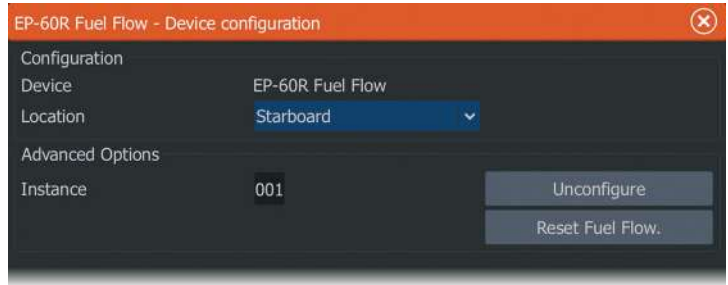 EP-60R Fuel Flow - Device configuration
Configuration
Device EP-60R Fuel Flow
Location Starboard
Advanced Options
Instance 001 Unconfigure
Reset Fuel Flow.